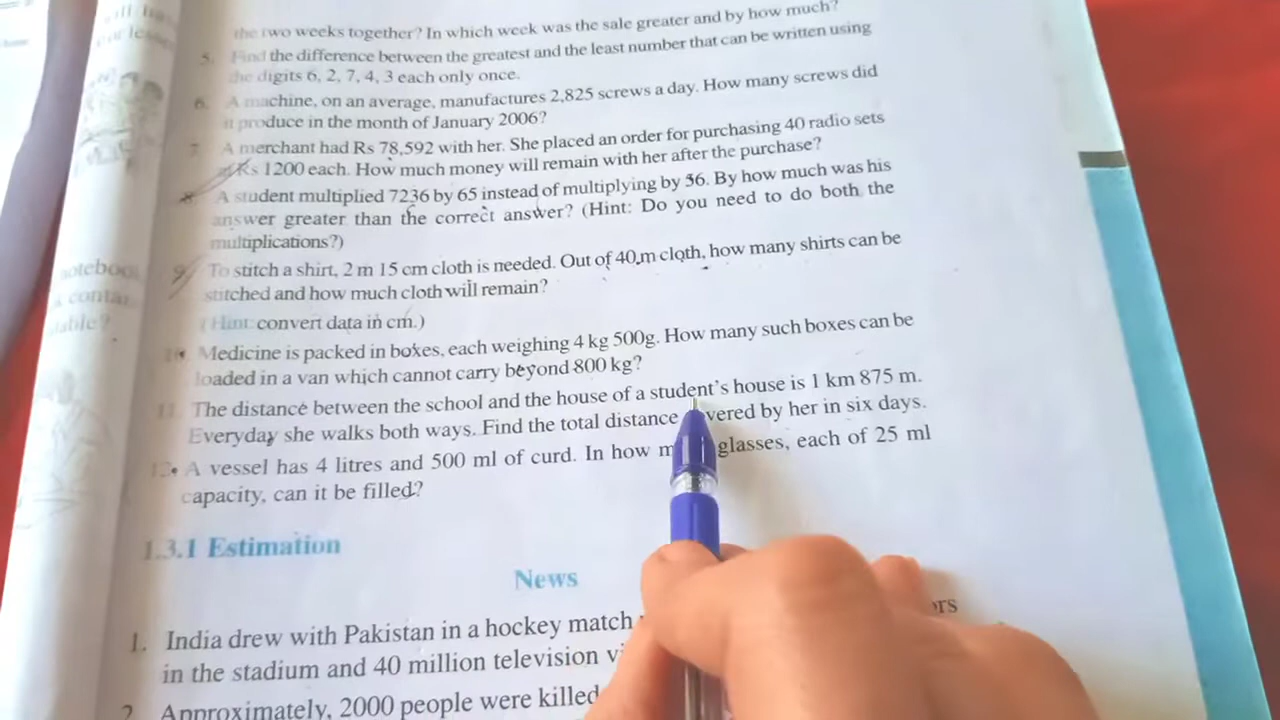 the two weeks together? In which week was the sale greater and by how much?
5. Find the difference between the greatest and the least number that can be written using
the digits 6, 2, 7, 4, 3 each only once.
6. A machine, on an average, manufactures 2,825 screws a day. How many screws did
it produce in the month of January 2006?
7. A merchant had Rs 78,592 with her. She placed an order for purchasing 40 radio sets
at Rs 1200 each. How much money will remain with her after the purchase?
A student multiplied 7236 by 65 instead of multiplying by 56. By how much was his
answer greater than the correct answer? (Hint: Do you need to do both the
multiplications?)
9. To stitch a shirt, 2 m 15 cm cloth is needed. Out of 40 m cloth, how many shirts can be
stitched and how much cloth will remain?
(Hint: convert data in cm.)
10. Medicine is packed in boxes, each weighing 4 kg 500g. How many such boxes can be
loaded in a van which cannot carry beyond 800 kg?
11. The distance between the school and the house of a student's house is 1 km 875 m.
Everyday she walks both ways. Find the total distance vered by her in six days.
12. A vessel has 4 litres and 500 ml of curd. In how m glasses, each of 25 ml
capacity, can it be filled?
1.3.1 Estimation
News
1. India drew with Pakistan in a hockey match
in the stadium and 40 million television
2. Approximately, 2000 people were killed
notebook